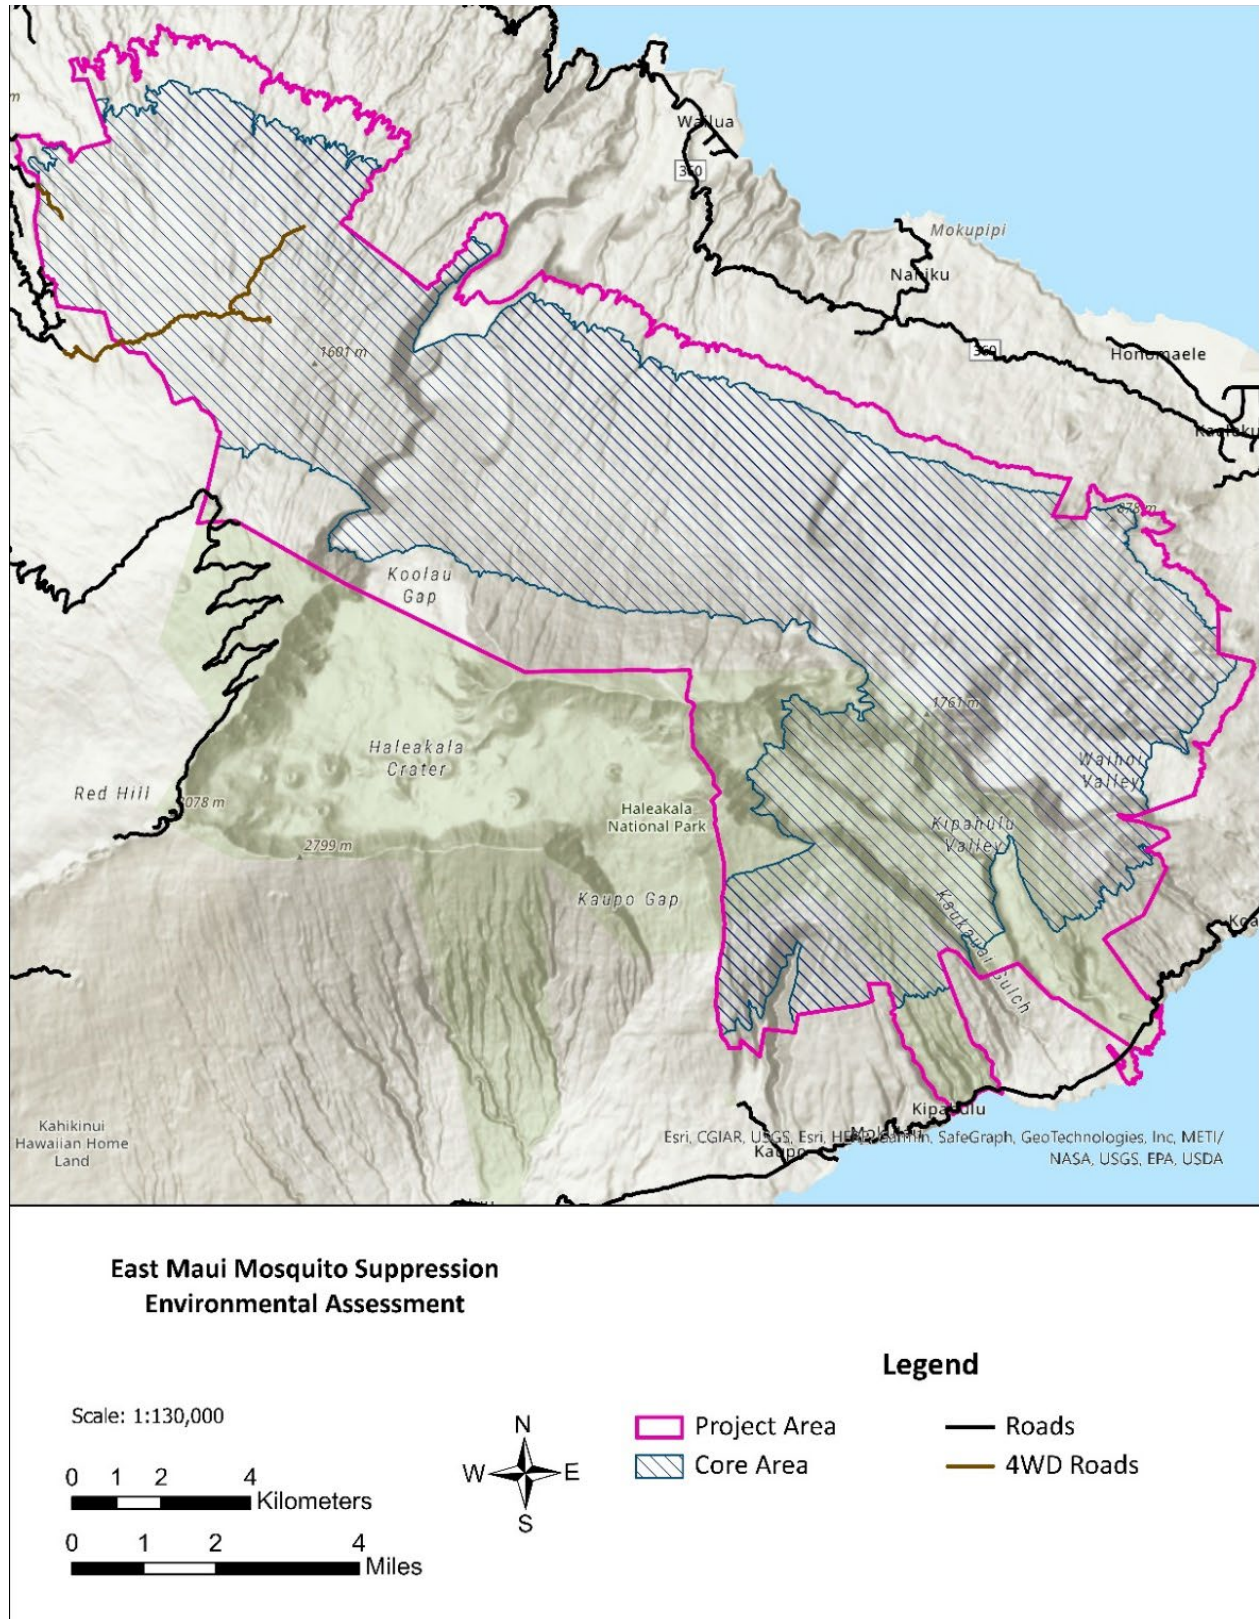 m
Wailua
360
Mokupipi
Nahiku
360
Honomaele
1601 m
878 m
Koolau
Gap
1761 m
Haleakala
Crater
Waihoi
Valley
Red Hill
3078 m
Haleakala
National Park
Kipahulu
Valley
2799 m
Kaupo Gap
Kaukauai Gulch
Kipahulu
Kahikinui
Hawaiian Home
Land
Esri, CGIAR, USGS, Esri, HERE, Garmin, SafeGraph, GeoTechnologies, Inc, METI/
Kaupo
NASA, USGS, EPA, USDA
East Maui Mosquito Suppression
Environmental Assessment
Legend
Scale: 1:130,000
Project Area
Roads
Core Area
4WD Roads
N
W E
S
0 1 2 4
Kilometers
0 1 2 4
Miles